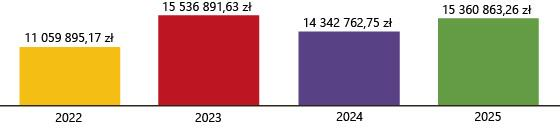 15 536 891,63 zł
15 360 863,26 zł
14 342 762,75 zł
11 059 895,17 zł
2022 2023 2024 2025